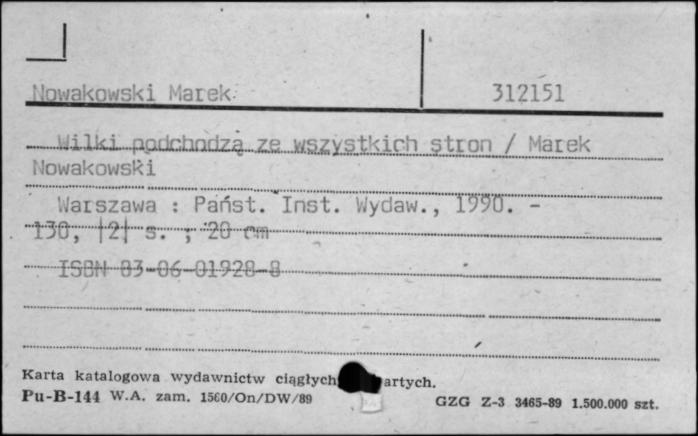 Nowakowski Marek 312151
Wilki podchodzą ze wszystkich stron / Marek
Nowakowski
Warszawa : Państ. Inst. Wydaw., 1990. -
130, |2| s. ; 20 cm
ISBN 83-06-01928-8
Karta katalogowa wydawnictw ciągłych, artych.
Pu-B-144 W.A. zam. 1560/On/DW/89 GZG Z-3 3465-89 1.500.000 szt.